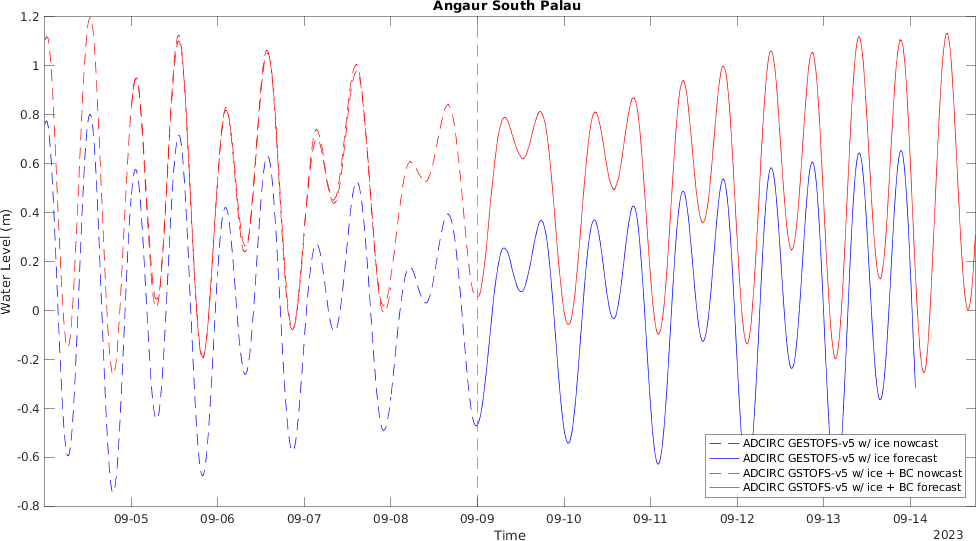 Angaur South Palau
1.2
1
0.8
0.6
0.4
0.2
0
-0.2
-0.4
-0.6
-0.8
Water Level (m)
ADCIRC GESTOFS-v5 w/ ice nowcast
ADCIRC GESTOFS-v5 w/ ice forecast
ADCIRC GSTOFS-v5 w/ ice + BC nowcast
ADCIRC GSTOFS-v5 w/ ice + BC forecast
09-05 09-06 09-07 09-08 09-09 09-10 09-11 09-12 09-13 09-14
Time
2023